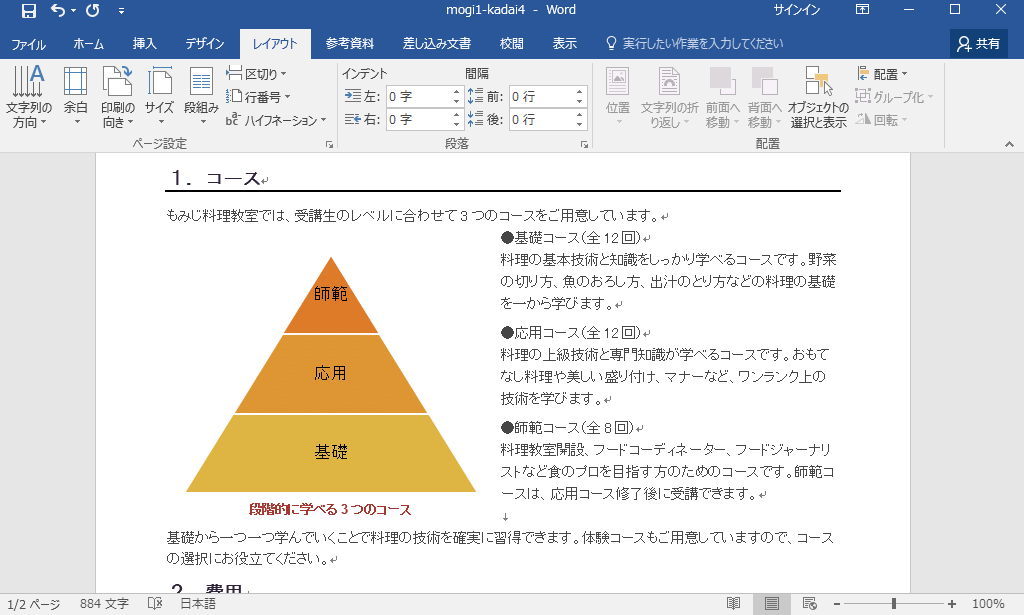 mogi1-kadai4 - Word
サインイン
ファイル ホーム 挿入 デザイン レイアウト 参考資料 差し込み文書 校閲 表示 実行したい作業を入力してください 共有
文字列の方向
余白
印刷の向き
サイズ
段組み
区切り
行番号
ハイフネーション
ページ設定
インデント
左: 0 字
右: 0 字
間隔
前: 0 行
後: 0 行
段落
位置
文字列の折り返し
前面へ移動
背面へ移動
オブジェクトの選択と表示
配置
グループ化
回転
配置
1. コース
もみじ料理教室では、受講生のレベルに合わせて3つのコースをご用意しています。
師範
応用
基礎
段階的に学べる3つのコース
●基礎コース(全12回)
料理の基本技術と知識をしっかり学べるコースです。野菜
の切り方、魚のおろし方、出汁のとり方などの料理の基礎
を一から学びます。
●応用コース(全12回)
料理の上級技術と専門知識が学べるコースです。おもて
なし料理や美しい盛り付け、マナーなど、ワンランク上の
技術を学びます。
●師範コース(全8回)
料理教室開設、フードコーディネーター、フードジャーナリ
ストなど食のプロを目指す方のためのコースです。師範コ
ースは、応用コース修了後に受講できます。
基礎から一つ一つ学んでいくことで料理の技術を確実に習得できます。体験コースもご用意していますので、コース
の選択にお役立てください。
2. 費用
1/2 ページ 884 文字 日本語 100%